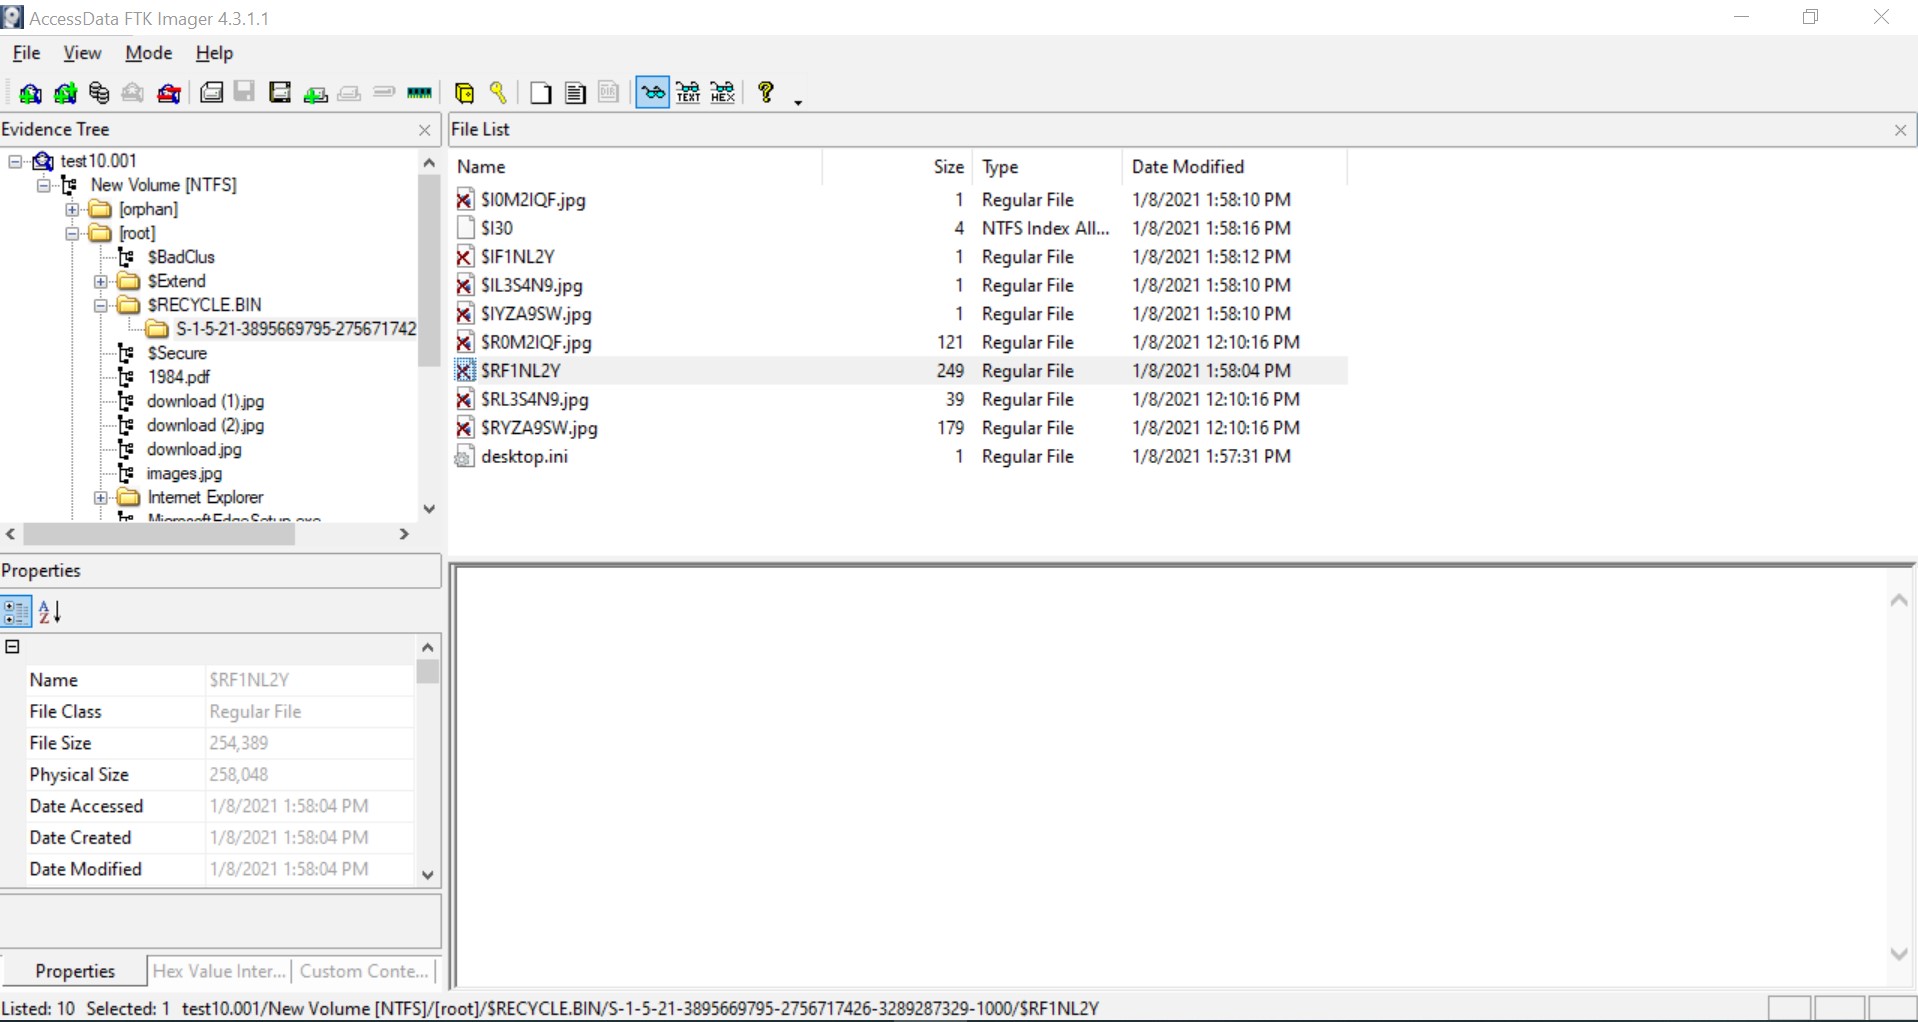 AccessData FTK Imager 4.3.1.1
File View Mode Help
TEXT HEX
Evidence Tree
test10.001
New Volume [NTFS]
[orphan]
[root]
$BadClus
$Extend
$RECYCLE.BIN
S-1-5-21-3895669795-275671742
$Secure
1984.pdf
download (1).jpg
download (2).jpg
download.jpg
images.jpg
Internet Explorer
MicrosoftEdgeSetup.exe
File List
Name Size Type Date Modified
$I0M2IQF.jpg 1 Regular File 1/8/2021 1:58:10 PM
$I30 4 NTFS Index All... 1/8/2021 1:58:16 PM
$IF1NL2Y 1 Regular File 1/8/2021 1:58:12 PM
$IL3S4N9.jpg 1 Regular File 1/8/2021 1:58:10 PM
$IYZA9SW.jpg 1 Regular File 1/8/2021 1:58:10 PM
$R0M2IQF.jpg 121 Regular File 1/8/2021 12:10:16 PM
$RF1NL2Y 249 Regular File 1/8/2021 1:58:04 PM
$RL3S4N9.jpg 39 Regular File 1/8/2021 12:10:16 PM
$RYZA9SW.jpg 179 Regular File 1/8/2021 12:10:16 PM
desktop.ini 1 Regular File 1/8/2021 1:57:31 PM
Properties
Name $RF1NL2Y
File Class Regular File
File Size 254,389
Physical Size 258,048
Date Accessed 1/8/2021 1:58:04 PM
Date Created 1/8/2021 1:58:04 PM
Date Modified 1/8/2021 1:58:04 PM
Properties Hex Value Inter... Custom Conte...
Listed: 10 Selected: 1 test10.001/New Volume [NTFS]/[root]/$RECYCLE.BIN/S-1-5-21-3895669795-2756717426-3289287329-1000/$RF1NL2Y